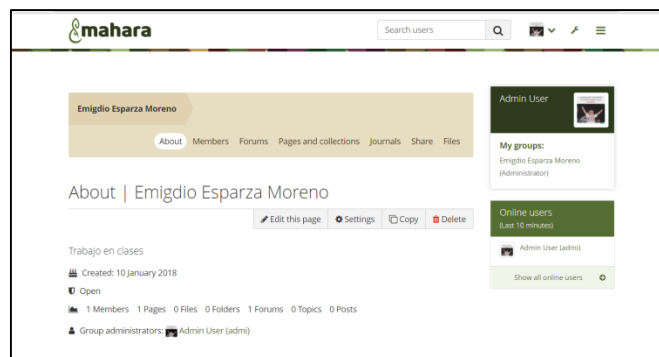 mahara
Search users
Emigdio Esparza Moreno
About Members Forums Pages and collections Journals Share Files
About | Emigdio Esparza Moreno
Edit this page Settings Copy Delete
Trabajo en clases
Created: 10 January 2018
Open
1 Members 1 Pages 0 Files 0 Folders 1 Forums 0 Topics 0 Posts
Group administrators: Admin User (admi)
Admin User
My groups:
Emigdio Esparza Moreno
(Administrator)
Online users
(Last 10 minutes)
Admin User (admi)
Show all online users